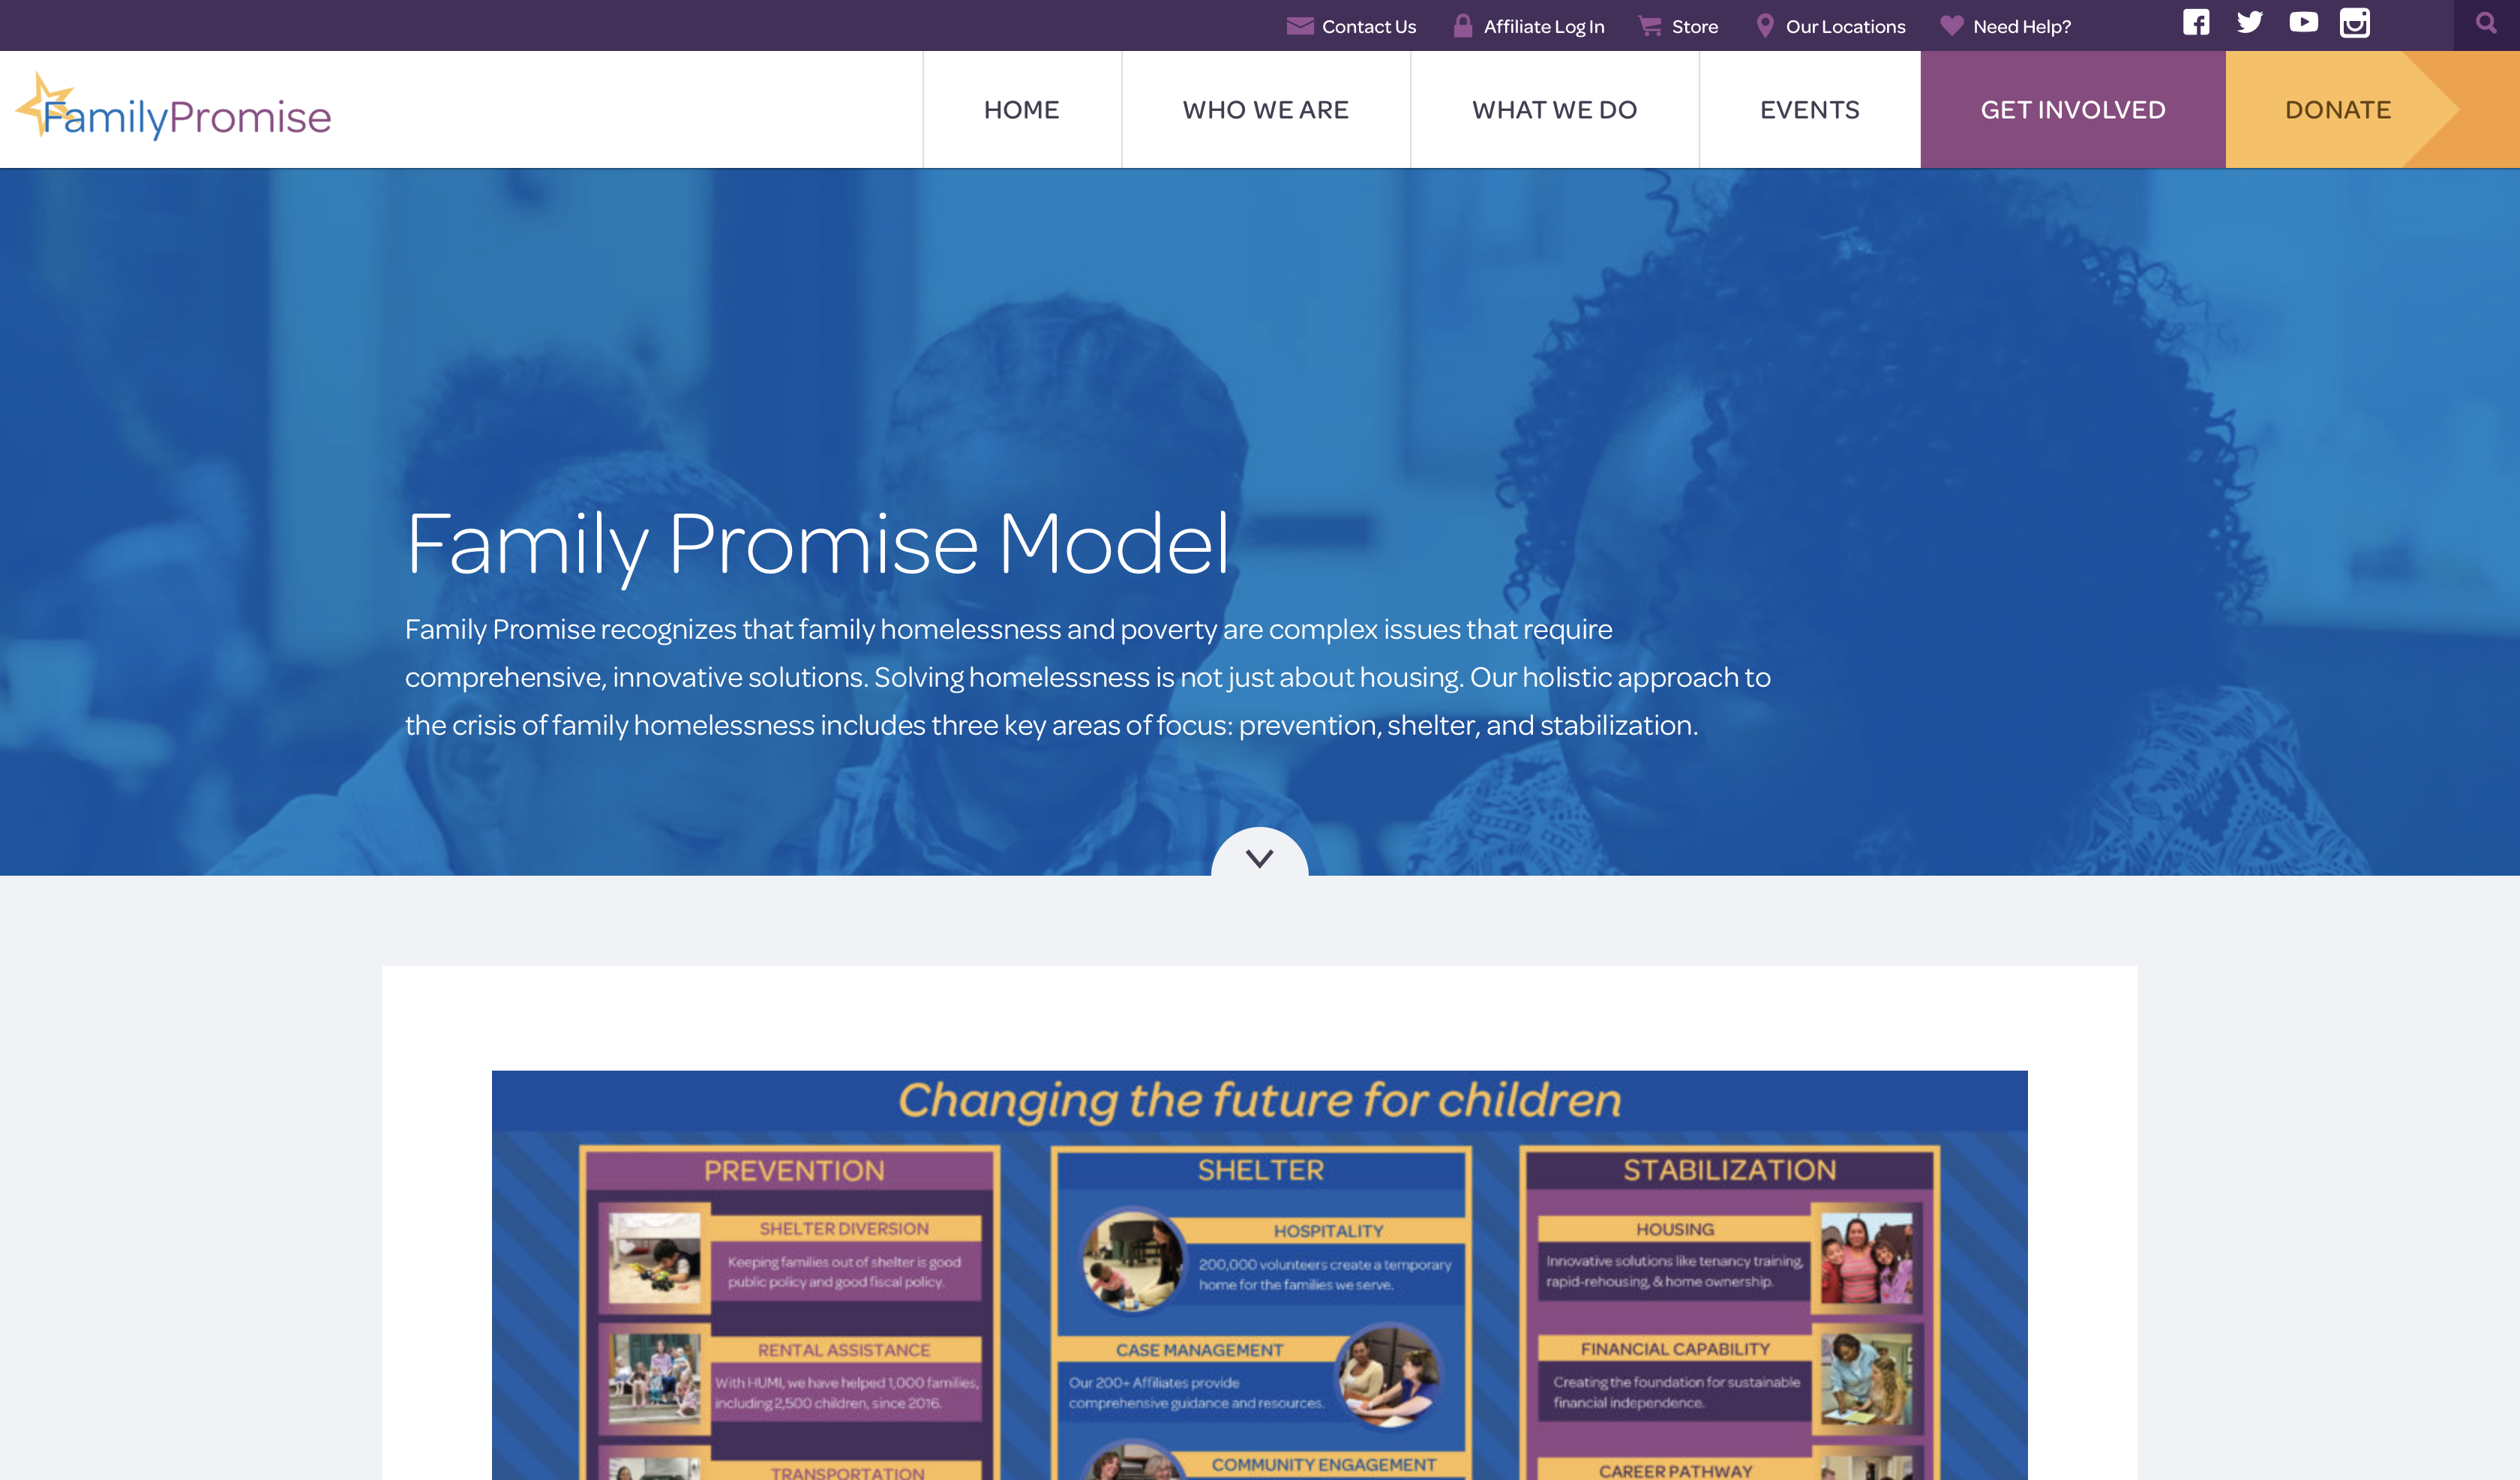 Contact Us
Affiliate Log In
Store
Our Locations
Need Help?
FamilyPromise
HOME
WHO WE ARE
WHAT WE DO
EVENTS
GET INVOLVED
DONATE
Family Promise Model
Family Promise recognizes that family homelessness and poverty are complex issues that require
comprehensive, innovative solutions. Solving homelessness is not just about housing. Our holistic approach to
the crisis of family homelessness includes three key areas of focus: prevention, shelter, and stabilization.
Changing the future for children
PREVENTION
SHELTER DIVERSION
Keeping families out of shelter is good
public policy and good fiscal policy.
RENTAL ASSISTANCE
With HUMI, we have helped 1,000 families,
including 2,500 children, since 2016.
TRANSPORTATION
SHELTER
HOSPITALITY
200,000 volunteers create a temporary
home for the families we serve.
CASE MANAGEMENT
Our 200+ Affiliates provide
comprehensive guidance and resources.
COMMUNITY ENGAGEMENT
STABILIZATION
HOUSING
Innovative solutions like tenancy training,
rapid-rehousing, & home ownership.
FINANCIAL CAPABILITY
Creating the foundation for sustainable
financial independence.
CAREER PATHWAY